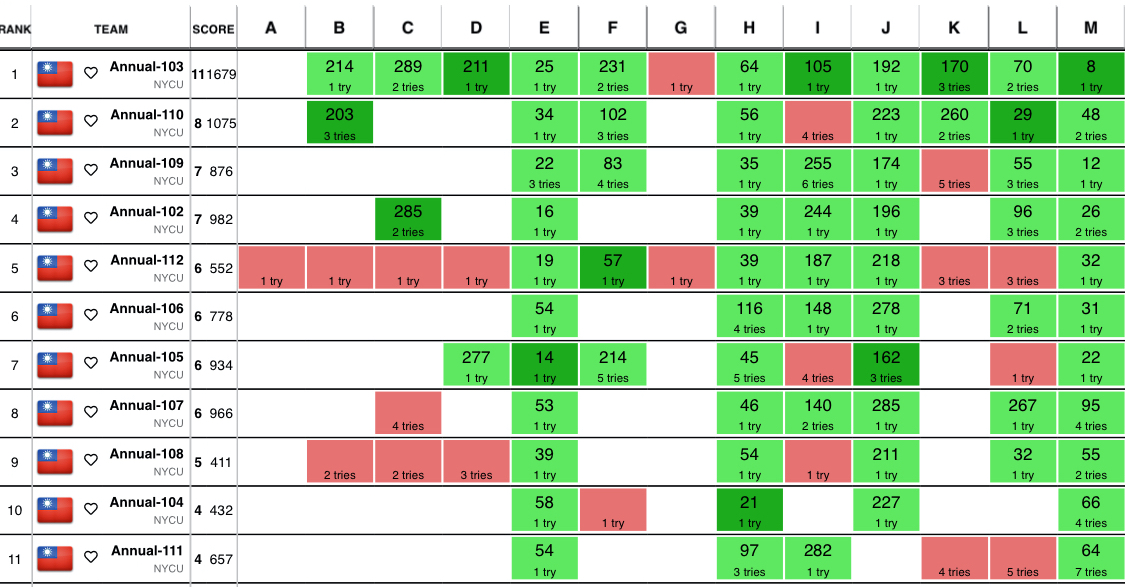 RANK TEAM SCORE A B C D E F G H I J K L M
1 Annual-103 11 1679 214 289 211 25 231 64 105 192 170 70 8
NYCU 1 try 2 tries 1 try 1 try 2 tries 1 try 1 try 1 try 1 try 3 tries 2 tries 1 try
2 Annual-110 8 1075 203 34 102 56 223 260 29 48
NYCU 3 tries 1 try 3 tries 1 try 4 tries 1 try 2 tries 1 try 2 tries
3 Annual-109 7 876 22 83 35 255 174 55 12
NYCU 3 tries 4 tries 1 try 6 tries 1 try 5 tries 3 tries 1 try
4 Annual-102 7 982 285 16 39 244 196 96 26
NYCU 2 tries 1 try 1 try 1 try 1 try 3 tries 2 tries
5 Annual-112 6 552 19 57 39 187 218 32
NYCU 1 try 1 try 1 try 1 try 1 try 1 try 1 try 1 try 1 try 1 try 3 tries 3 tries 1 try
6 Annual-106 6 778 54 116 148 278 71 31
NYCU 1 try 4 tries 1 try 1 try 2 tries 1 try
7 Annual-105 6 934 277 14 214 45 162 22
NYCU 1 try 1 try 5 tries 5 tries 4 tries 3 tries 1 try 1 try
8 Annual-107 6 966 53 46 140 285 267 95
NYCU 4 tries 1 try 1 try 2 tries 1 try 1 try 4 tries
9 Annual-108 5 411 39 54 211 32 55
NYCU 2 tries 2 tries 3 tries 1 try 1 try 1 try 1 try 1 try 2 tries
10 Annual-104 4 432 58 21 227 66
NYCU 1 try 1 try 1 try 1 try 4 tries
11 Annual-111 4 657 54 97 282 64
NYCU 1 try 3 tries 1 try 4 tries 5 tries 7 tries